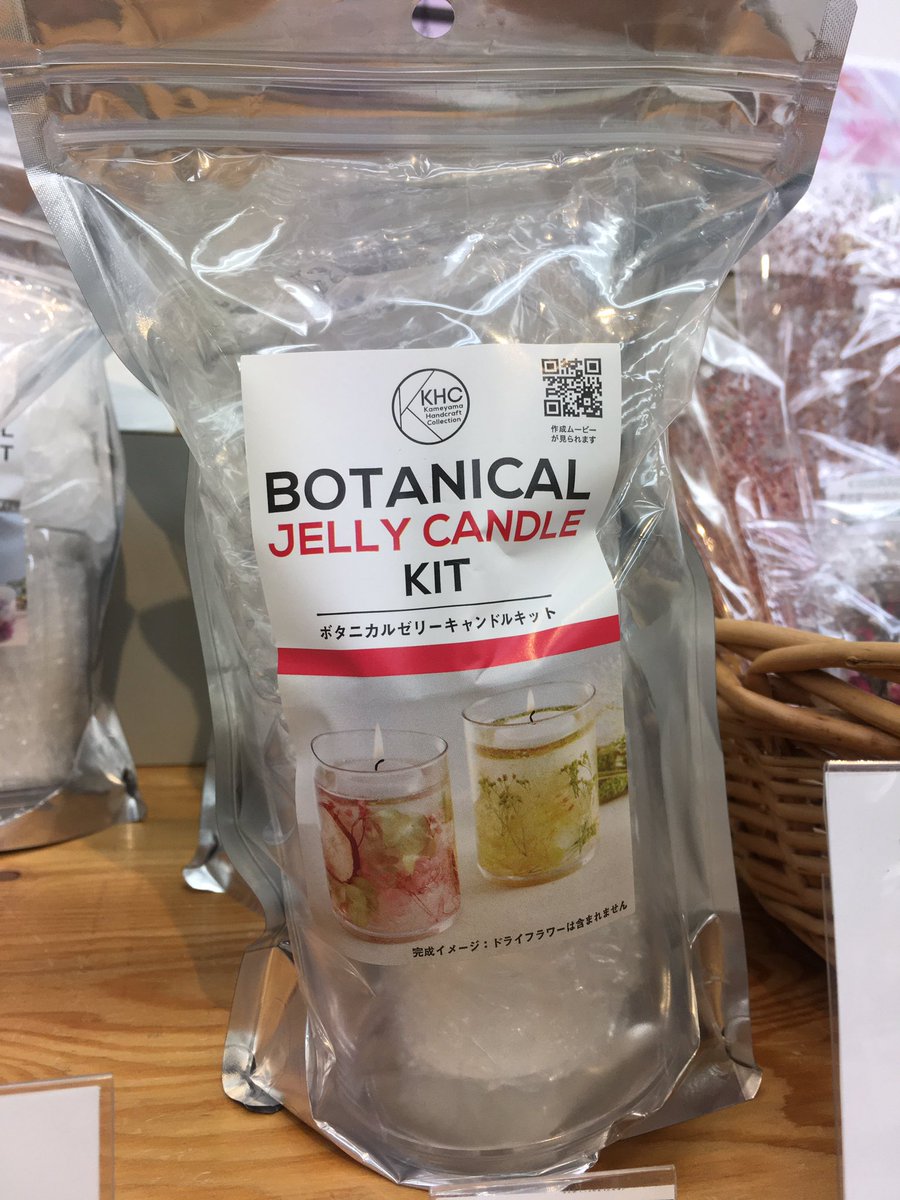 KHC
Kameyama
Handcraft
Collection
作成ムービー
が見られます
BOTANICAL
JELLY CANDLE
KIT
ボタニカルゼリーキャンドルキット
完成イメージ：ドライフラワーは含まれません
L
T